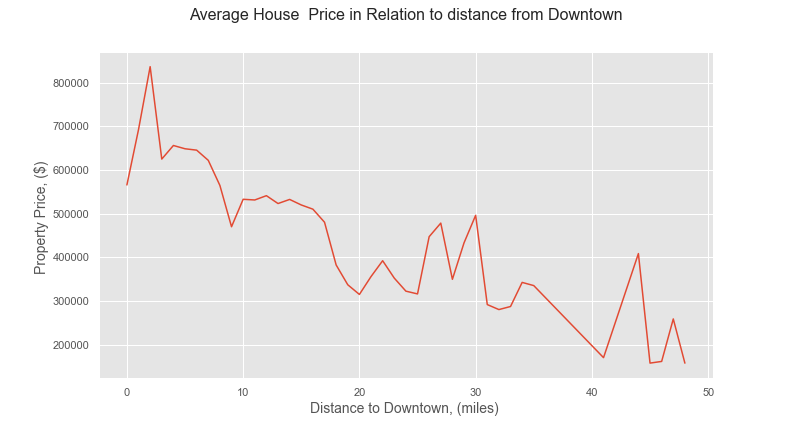 Average House  Price in Relation to distance from Downtown
800000
700000
600000
500000
400000
300000
200000
Property Price, ($)
0 10 20 30 40 50
Distance to Downtown, (miles)